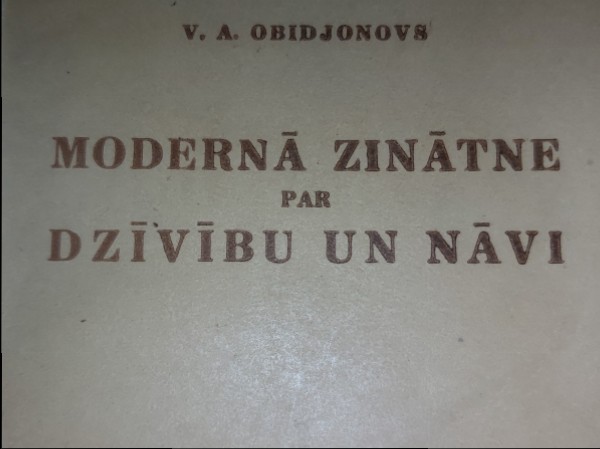 V. A. OBIDJONOVS
MODERNĀ ZINĀTNE
PAR
DZĪVĪBU UN NĀVI